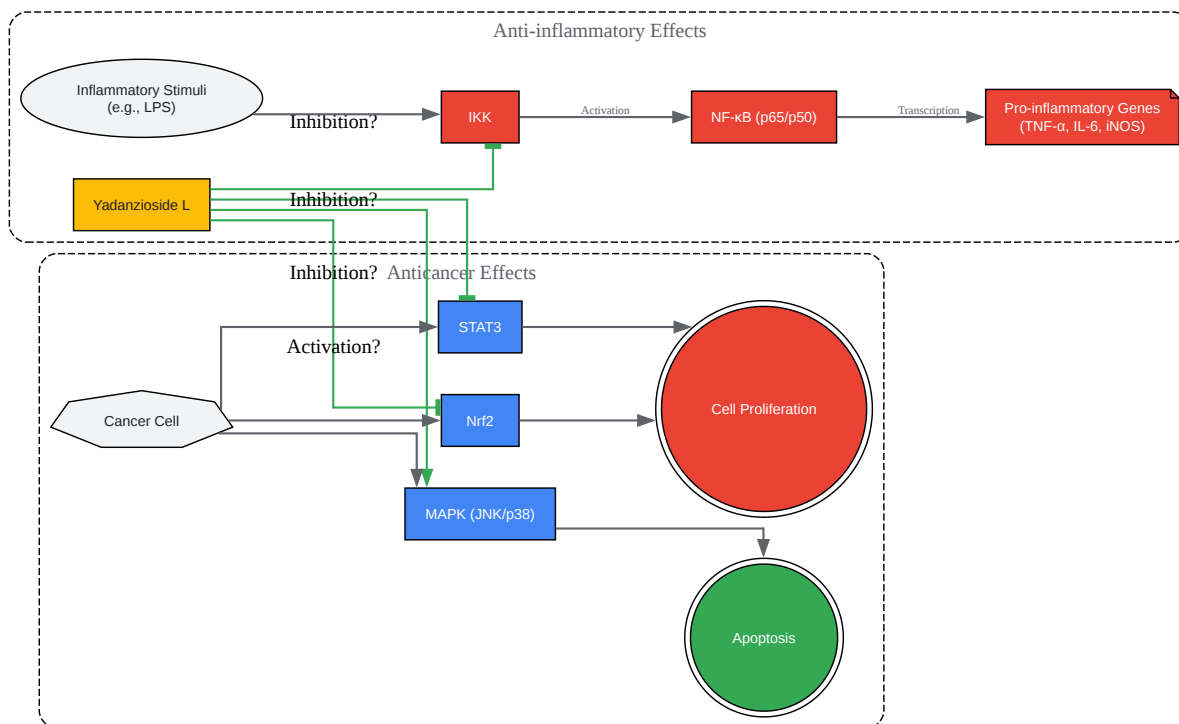 Anti-inflammatory Effects
Inflammatory Stimuli
(e.g., LPS)
Inhibition?
IKK
Activation
NF-κB (p65/p50)
Transcription
Pro-inflammatory Genes
(TNF-α, IL-6, iNOS)
Yadanzioside L
Inhibition?
Inhibition?
Anticancer Effects
STAT3
Activation?
Cancer Cell
Nrf2
Cell Proliferation
MAPK (JNK/p38)
Apoptosis